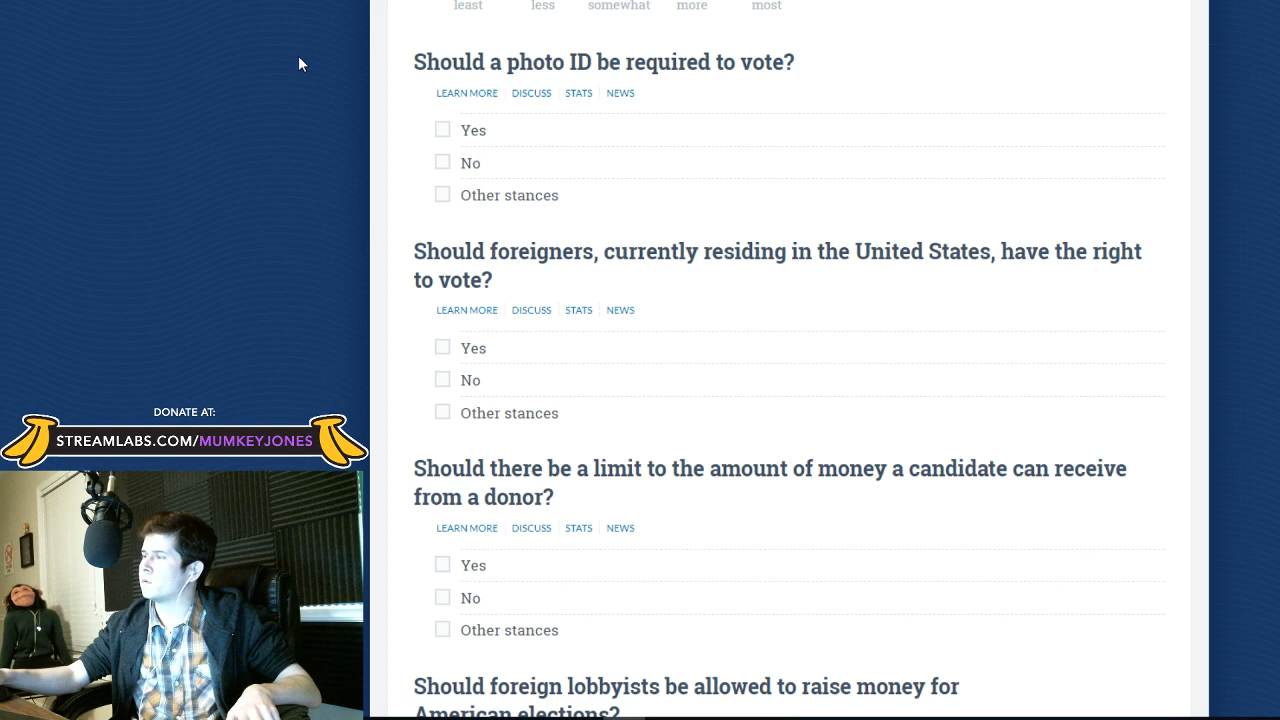 least less somewhat more most
Should a photo ID be required to vote?
LEARN MORE DISCUSS STATS NEWS
Yes
No
Other stances
Should foreigners, currently residing in the United States, have the right
to vote?
LEARN MORE DISCUSS STATS NEWS
Yes
No
Other stances
Should there be a limit to the amount of money a candidate can receive
from a donor?
LEARN MORE DISCUSS STATS NEWS
Yes
No
Other stances
Should foreign lobbyists be allowed to raise money for
American elections?
DONATE AT:
STREAMLABS.COM/MUMKEYJONES